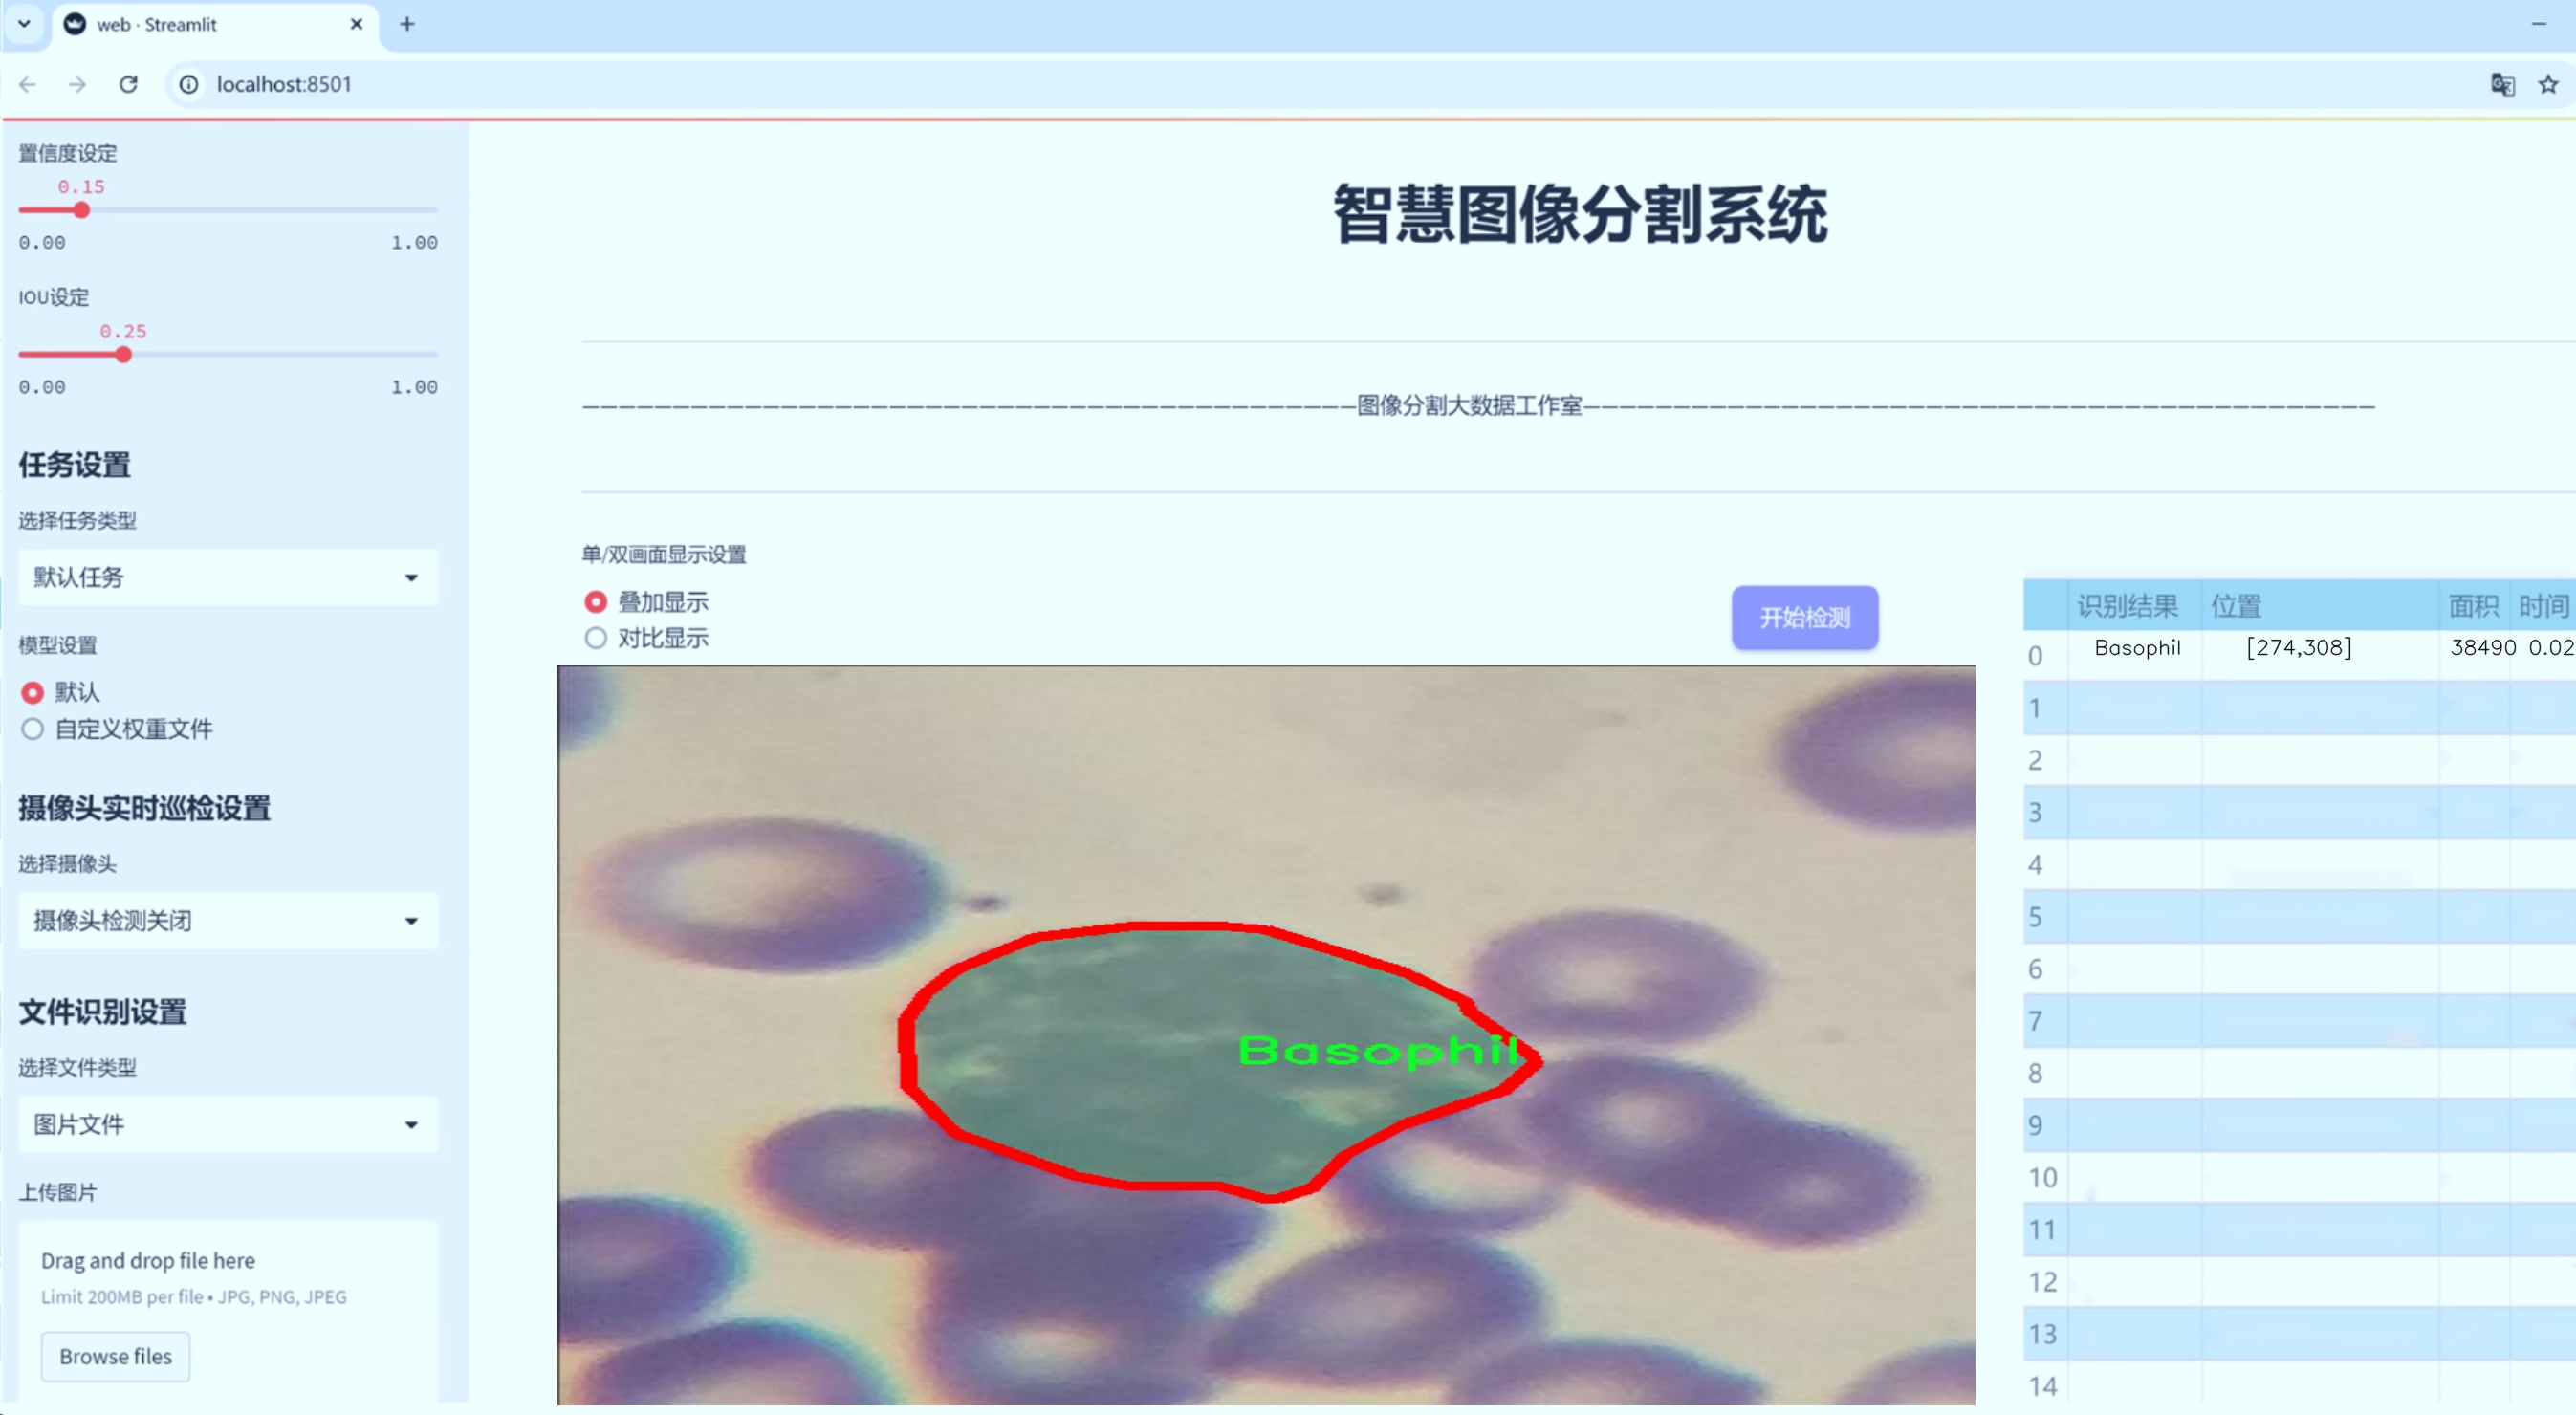 web · Streamlit
localhost:8501
置信度设定
0.15
0.00 1.00
IOU设定
0.25
0.00 1.00
任务设置
选择任务类型
默认任务
模型设置
默认
自定义权重文件
摄像头实时巡检设置
选择摄像头
摄像头检测关闭
文件识别设置
选择文件类型
图片文件
上传图片
Drag and drop file here
Limit 200MB per file • JPG, PNG, JPEG
Browse files
智慧图像分割系统
———————————————————————————————————————————图像分割大数据工作室————————————————————————————————————————————
单/双画面显示设置
叠加显示
对比显示
开始检测
Basophil
识别结果 位置 面积 时间
0 Basophil [274,308] 38490 0.02
1
2
3
4
5
6
7
8
9
10
11
12
13
14